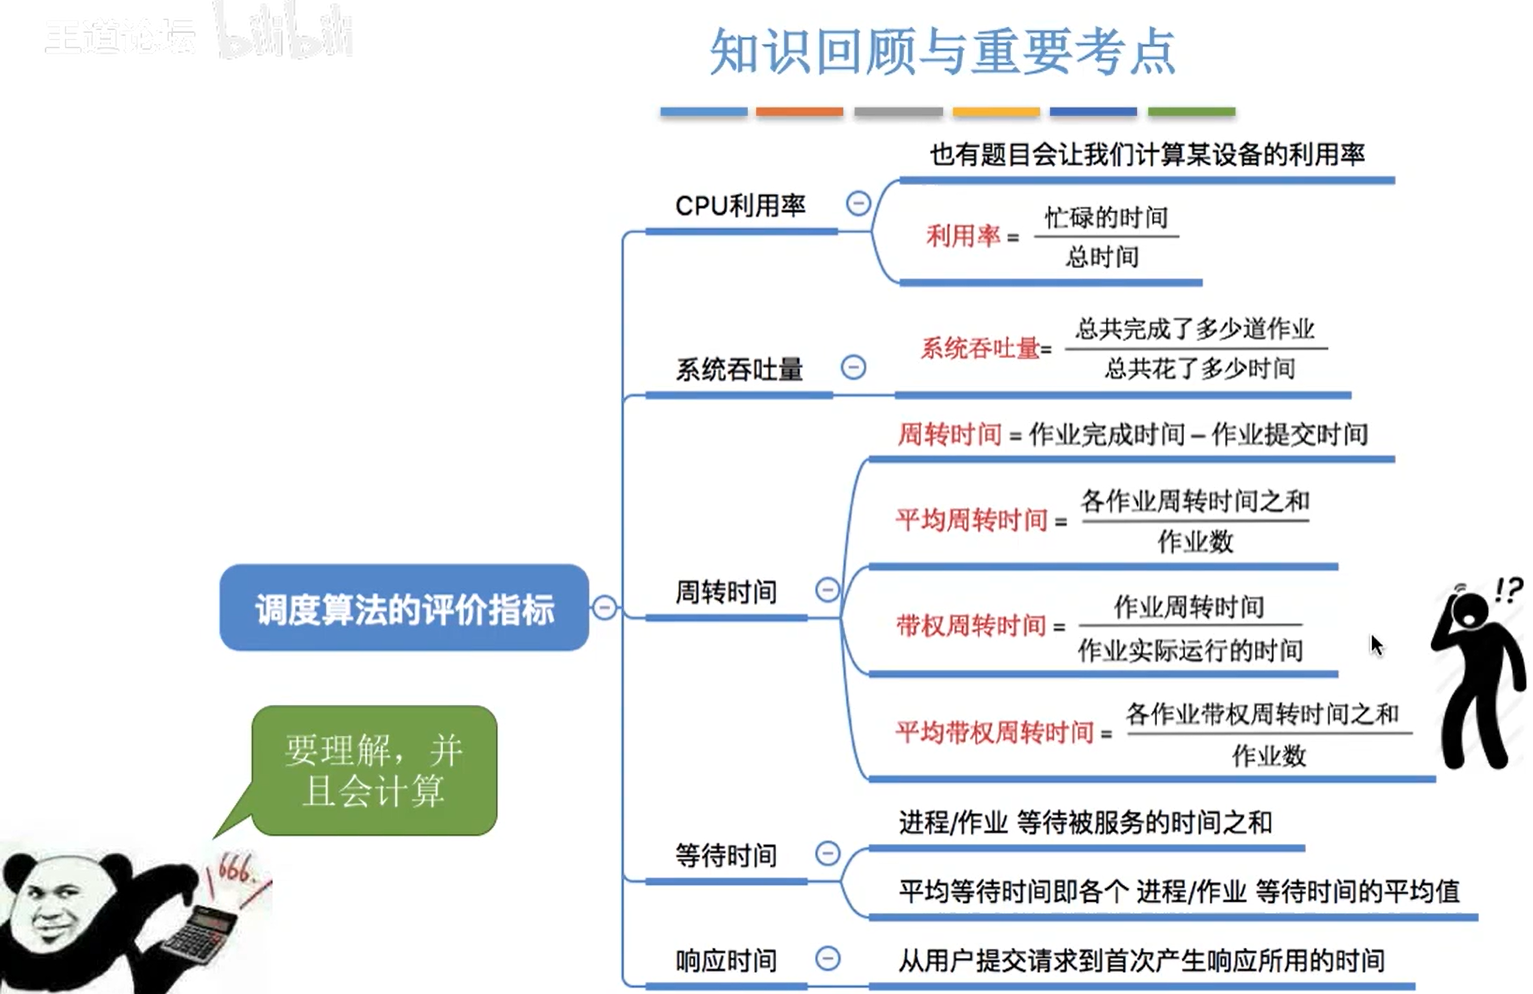 王道论坛 bilibili
知识回顾与重要考点
也有题目会让我们计算某设备的利用率
CPU利用率
忙碌的时间
利用率=
总时间
总共完成了多少道作业
系统吞吐量=
系统吞吐量
总共花了多少时间
周转时间=作业完成时间–作业提交时间
各作业周转时间之和
平均周转时间=
作业数
周转时间
作业周转时间
带权周转时间=
作业实际运行的时间
调度算法的评价指标
各作业带权周转时间之和
平均带权周转时间=
作业数
要理解，并
且会计算
进程/作业 等待被服务的时间之和
等待时间
平均等待时间即各个 进程/作业 等待时间的平均值
响应时间
从用户提交请求到首次产生响应所用的时间
!?
666.